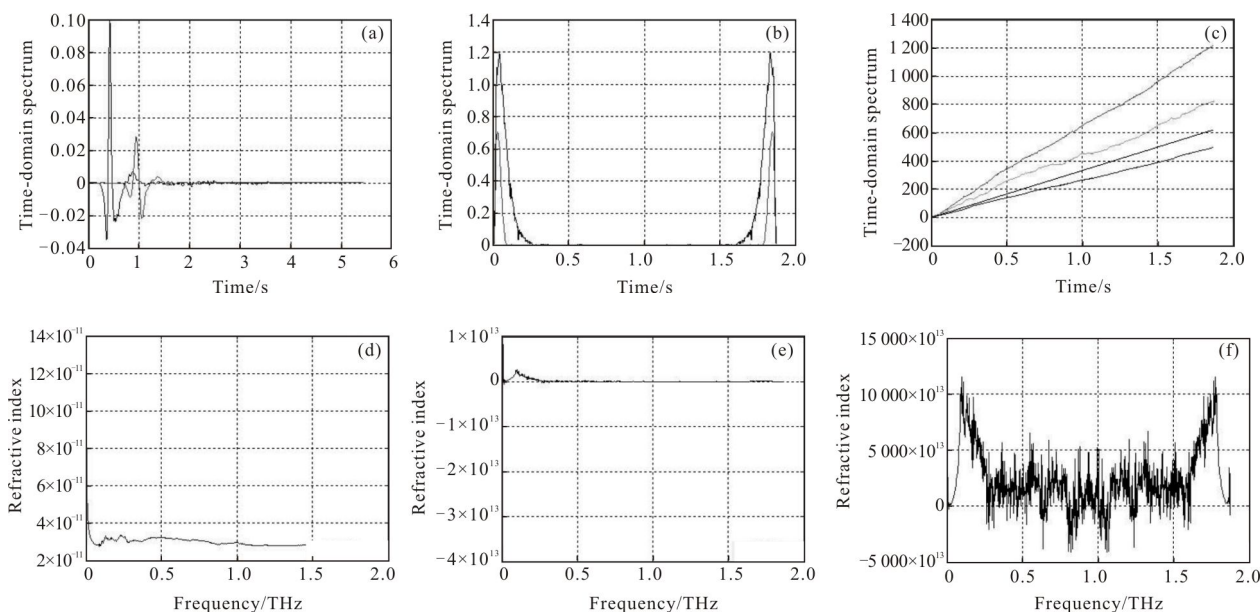 (a)
Time-domain spectrum
0.10
0.08
0.06
0.04
0.02
0
−0.02
−0.04
0 1 2 3 4 5 6
Time/s
(b)
Time-domain spectrum
1.4
1.2
1.0
0.8
0.6
0.4
0.2
0
0 0.5 1.0 1.5 2.0
Time/s
(c)
Time-domain spectrum
1 400
1 200
1 000
800
600
400
200
0
−200
0 0.5 1.0 1.5 2.0
Time/s
(d)
Refractive index
14×10⁻¹¹
12×10⁻¹¹
10×10⁻¹¹
8×10⁻¹¹
6×10⁻¹¹
4×10⁻¹¹
2×10⁻¹¹
0 0.5 1.0 1.5 2.0
Frequency/THz
(e)
Refractive index
1×10¹³
0
−1×10¹³
−2×10¹³
−3×10¹³
−4×10¹³
0 0.5 1.0 1.5 2.0
Frequency/THz
(f)
Refractive index
15 000×10¹³
10 000×10¹³
5 000×10¹³
0
−5 000×10¹³
0 0.5 1.0 1.5 2.0
Frequency/THz